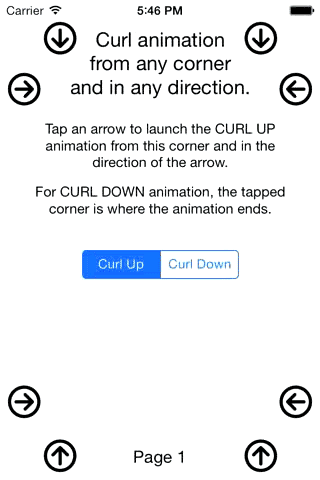 Carrier 5:46 PM
Curl animation
from any corner
and in any direction.
Tap an arrow to launch the CURL UP
animation from this corner and in the
direction of the arrow.
For CURL DOWN animation, the tapped
corner is where the animation ends.
Curl Up Curl Down
Page 1